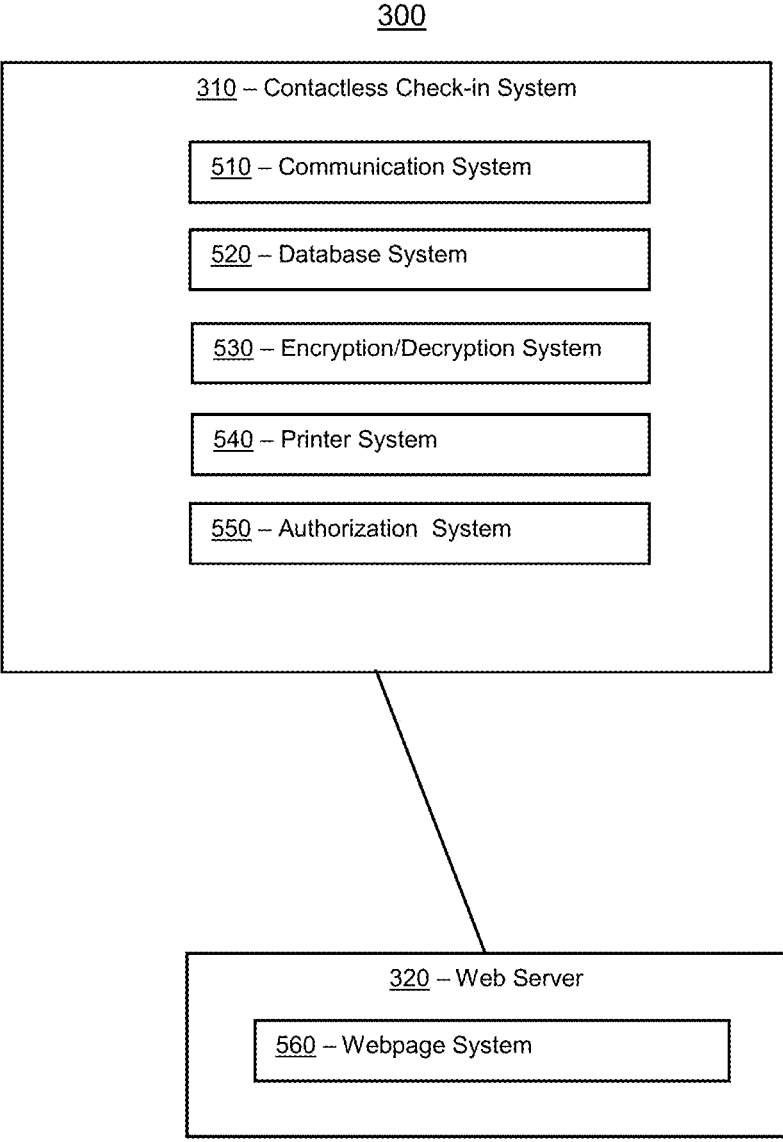 300
310 – Contactless Check-in System
510 – Communication System
520 – Database System
530 – Encryption/Decryption System
540 – Printer System
550 – Authorization System
320 – Web Server
560 – Webpage System